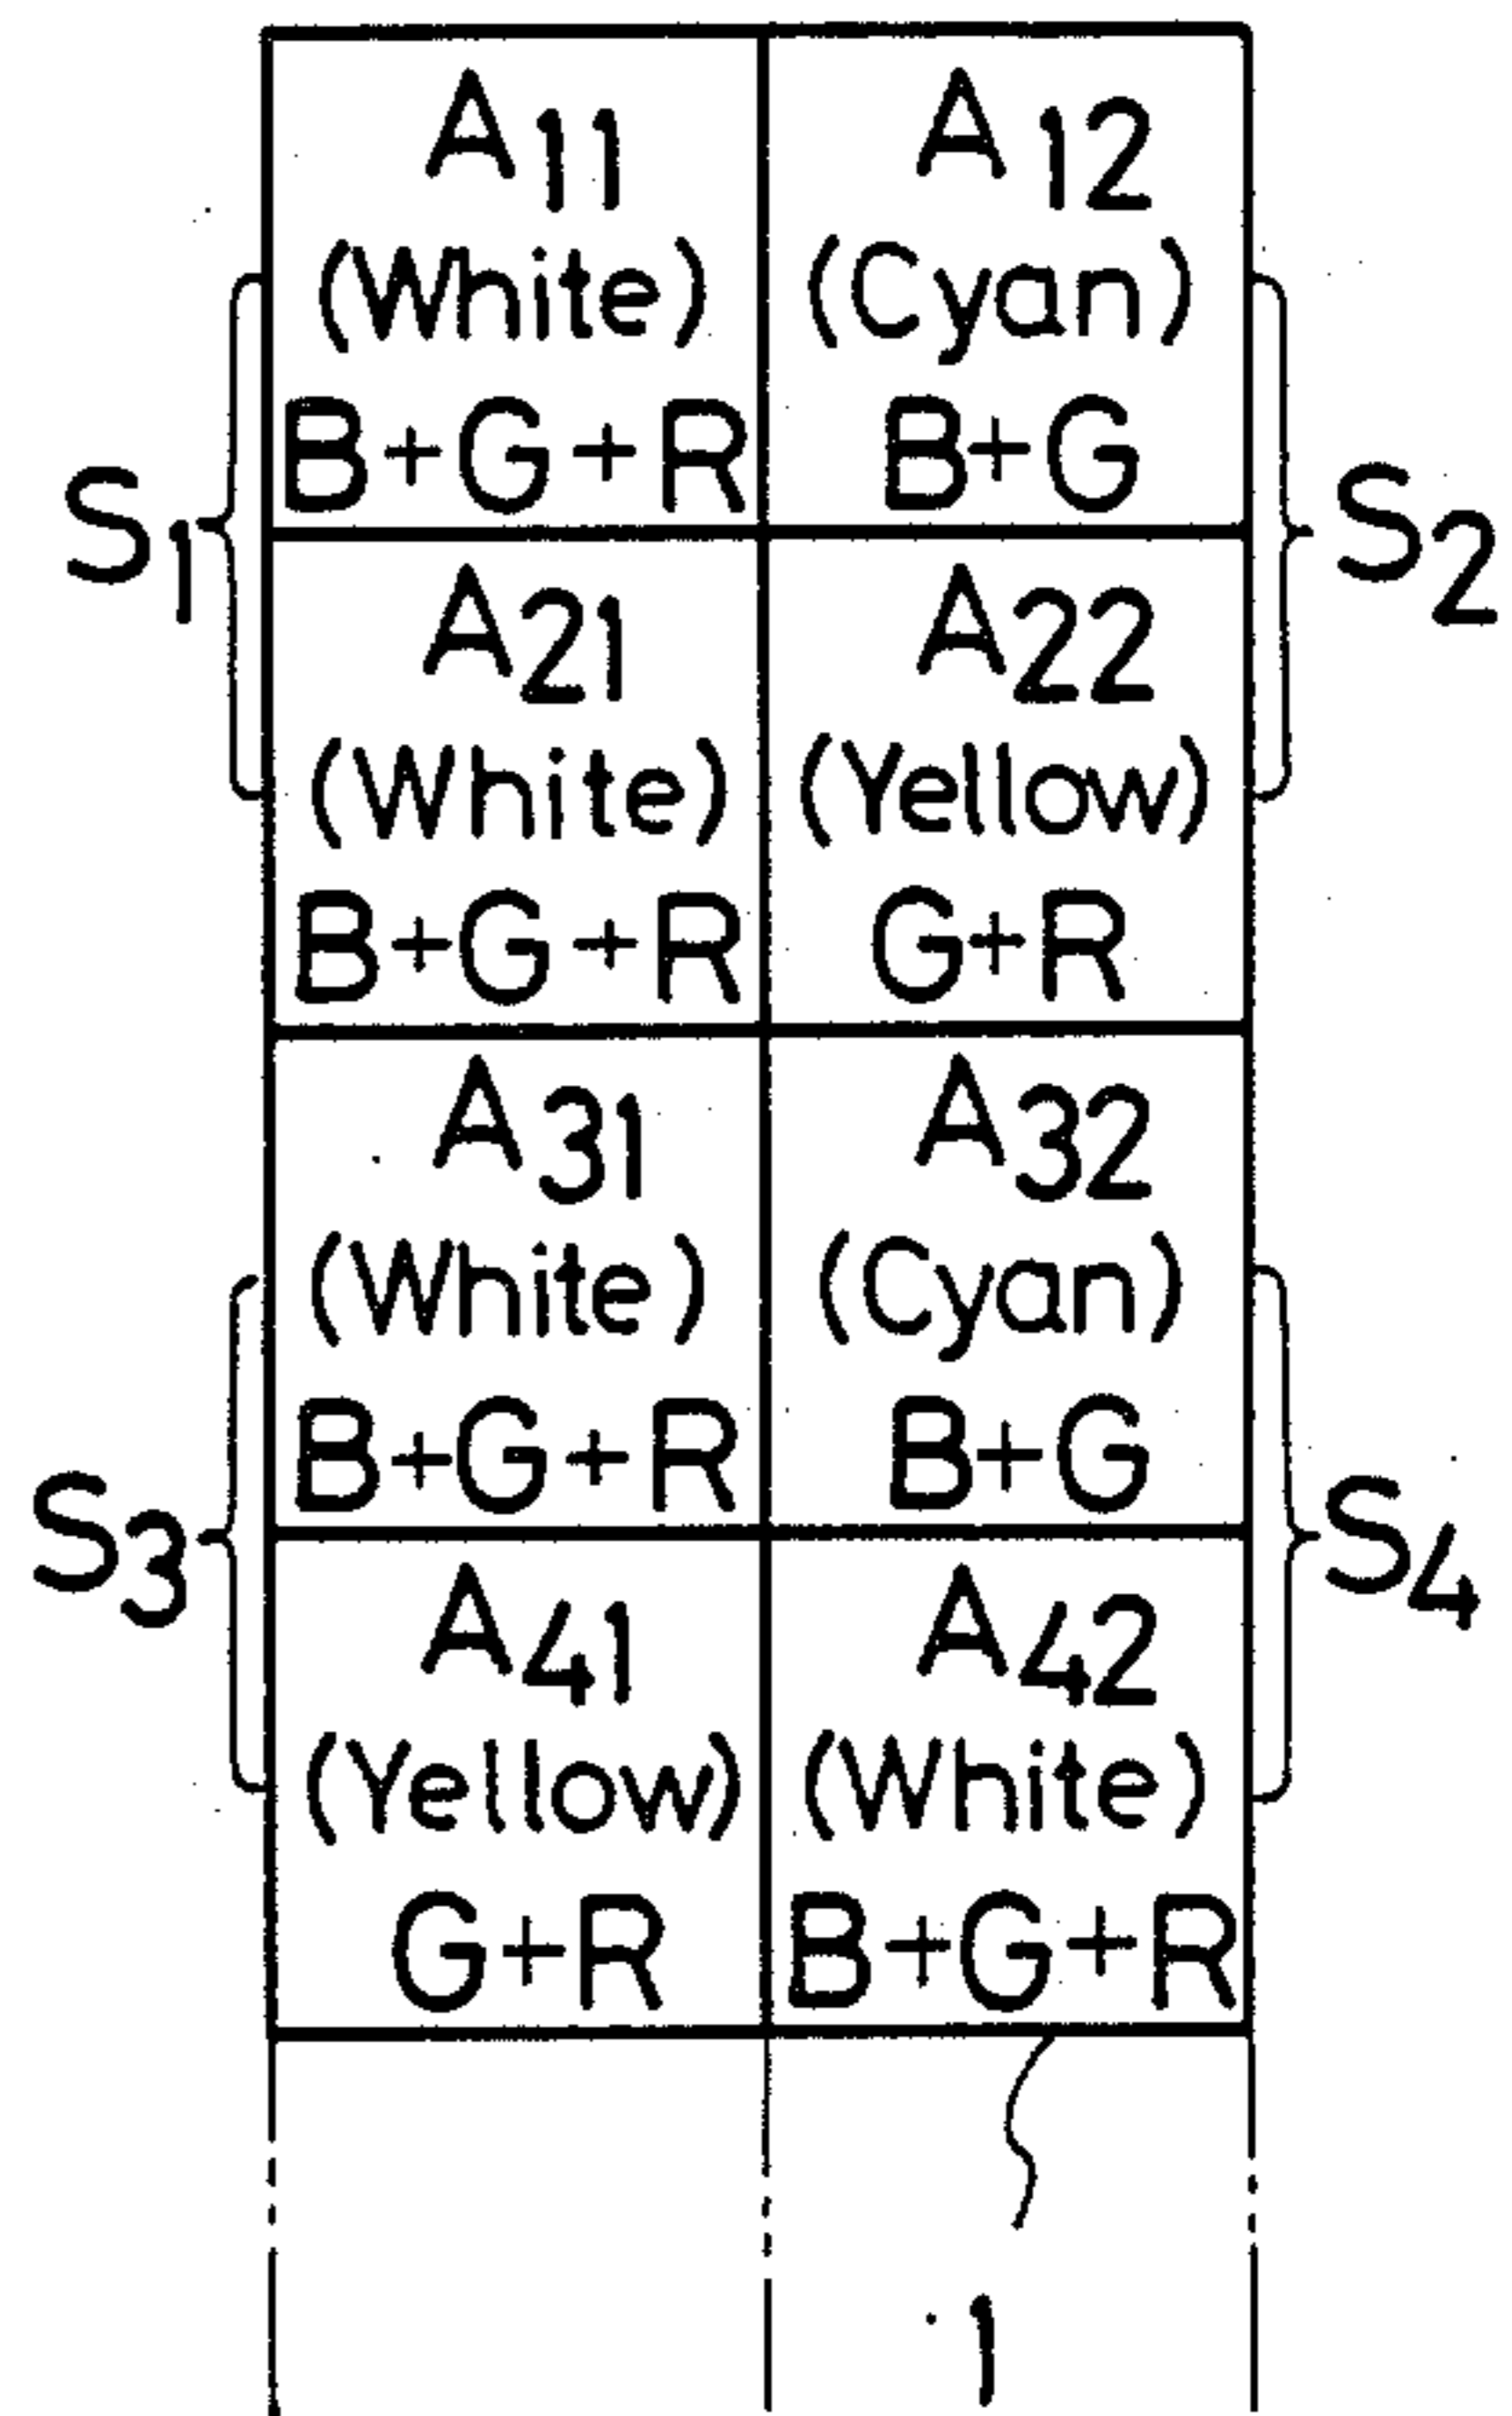 A11 A12
(White) (Cyan)
B+G+R B+G
S1 S2
A21 A22
(White) (Yellow)
B+G+R G+R
A31 A32
(White) (Cyan)
B+G+R B+G
S3 S4
A41 A42
(Yellow) (White)
G+R B+G+R
1